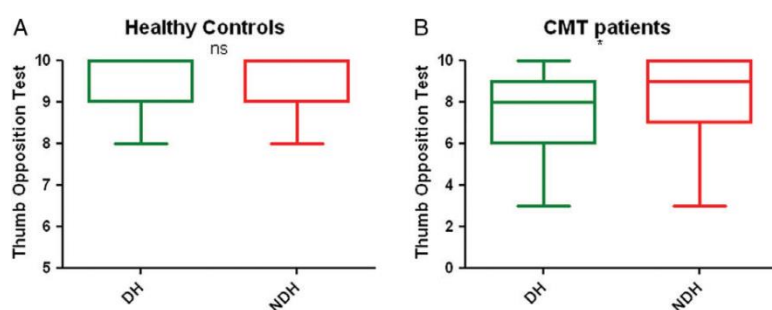 A
Healthy Controls
ns
Thumb Opposition Test
10
9
8
7
6
5
DH
NDH
B
CMT patients
*
Thumb Opposition Test
10
8
6
4
2
0
DH
NDH